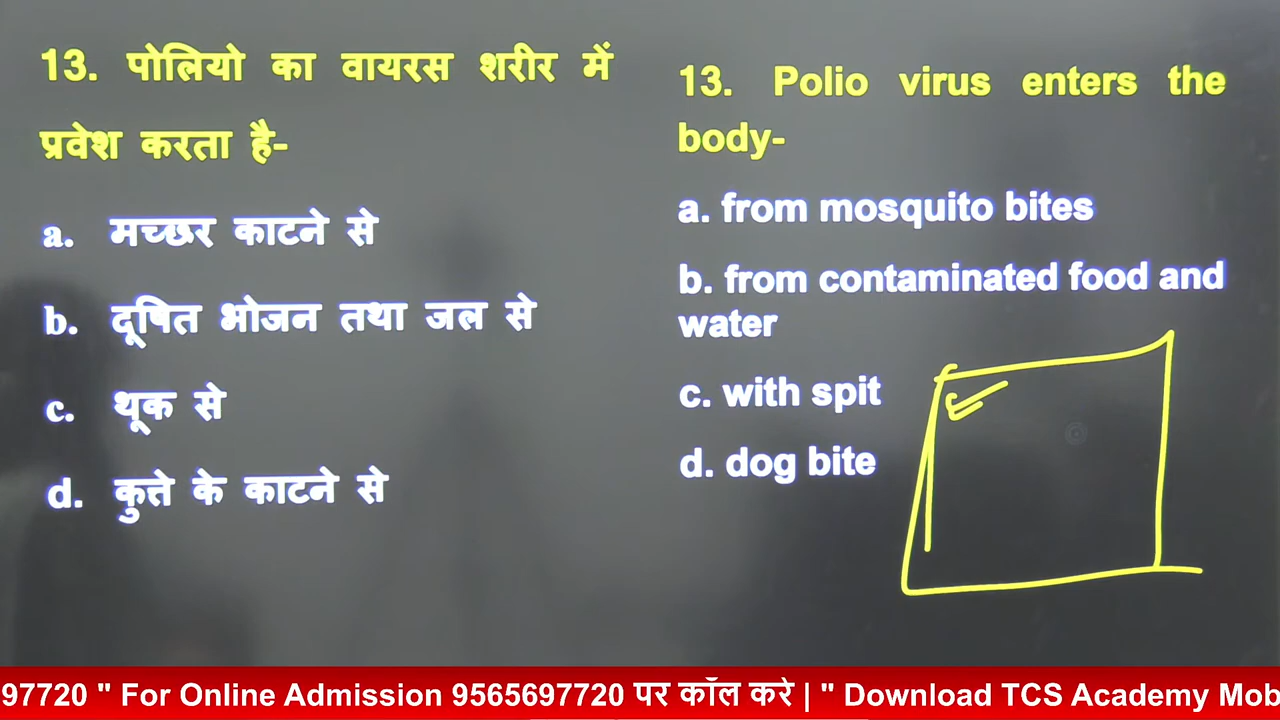 13. पोलियो का वायरस शरीर में
प्रवेश करता है-
a. मच्छर काटने से
b. दूषित भोजन तथा जल से
c. थूक से
d. कुत्ते के काटने से
13. Polio virus enters the
body-
a. from mosquito bites
b. from contaminated food and
water
c. with spit
d. dog bite
97720 " For Online Admission 9565697720 पर कॉल करे | " Download TCS Academy Mob